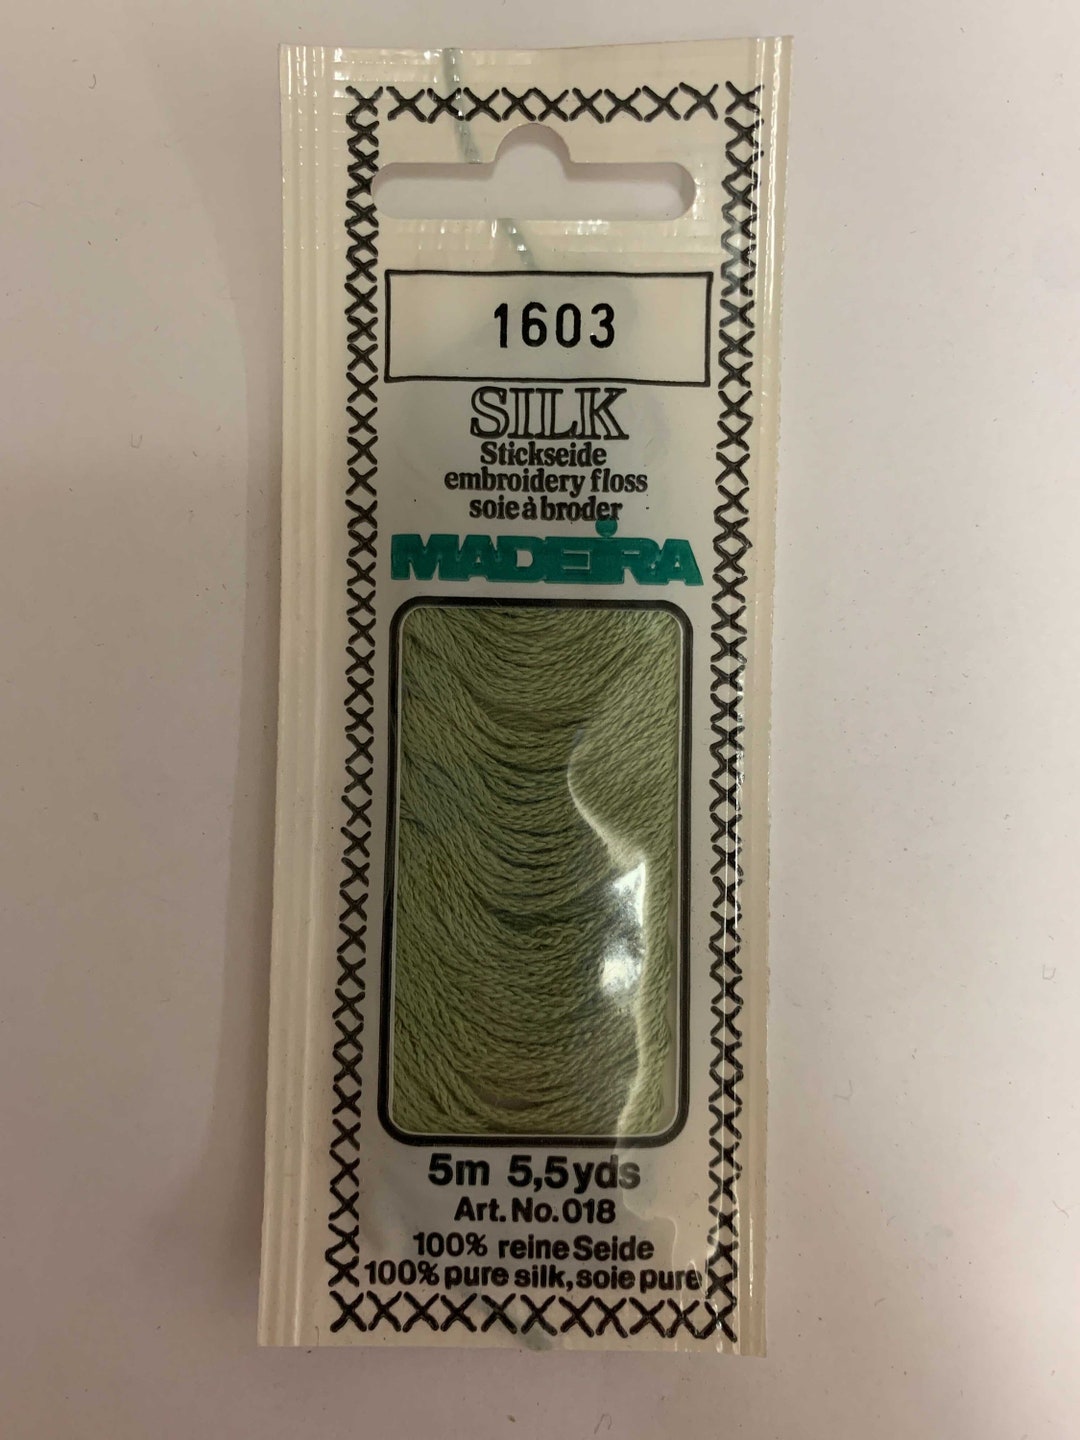 1603
SILK
Stickseide
embroidery floss
soie à broder
MADEIRA
5m 5,5yds
Art. No. 018
100% reine Seide
100% pure silk, soie pure